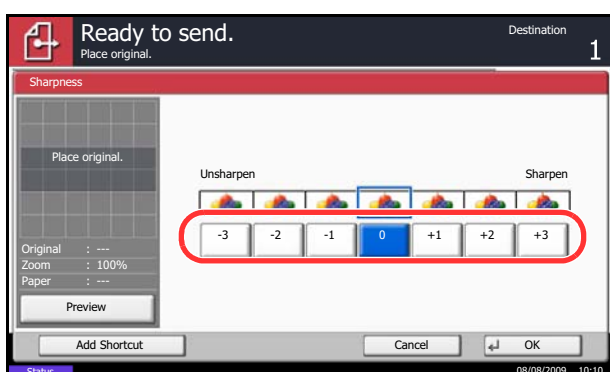 Ready to send.
Destination
Place original.
1
Sharpness
Place original.
Unsharpen
Sharpen
-3
-2
-1
0
+1
+2
+3
Original : ---
Zoom : 100%
Paper : ---
Preview
Add Shortcut
Cancel
OK
Status
08/08/2009 10:10